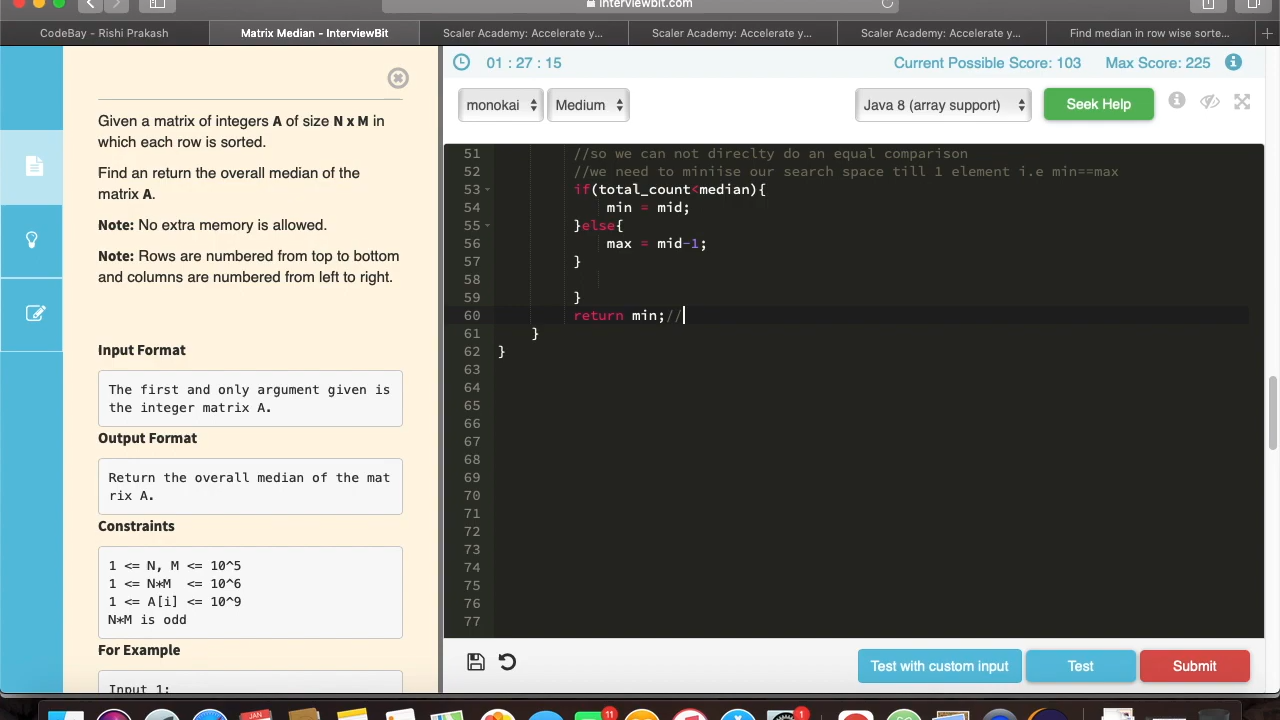 interviewbit.com
CodeBay - Rishi Prakash
Matrix Median - InterviewBit
Scaler Academy: Accelerate y...
Scaler Academy: Accelerate y...
Scaler Academy: Accelerate y...
Find median in row wise sorte...
Given a matrix of integers A of size N x M in
which each row is sorted.
Find an return the overall median of the
matrix A.
Note: No extra memory is allowed.
Note: Rows are numbered from top to bottom
and columns are numbered from left to right.
Input Format
The first and only argument given is
the integer matrix A.
Output Format
Return the overall median of the mat
rix A.
Constraints
1 <= N, M <= 10^5
1 <= N*M  <= 10^6
1 <= A[i] <= 10^9
N*M is odd
For Example
Input 1:
01 : 27 : 15
Current Possible Score: 103
Max Score: 225
monokai
Medium
Java 8 (array support)
Seek Help
51 //so we can not direclty do an equal comparison
52 //we need to miniise our search space till 1 element i.e min==max
53 if(total_count<median){
54 min = mid;
55 }else{
56 max = mid-1;
57 }
58
59 }
60 return min;//
61 }
62 }
63
64
65
66
67
68
69
70
71
72
73
74
75
76
77
Test with custom input
Test
Submit
JAN
11
1